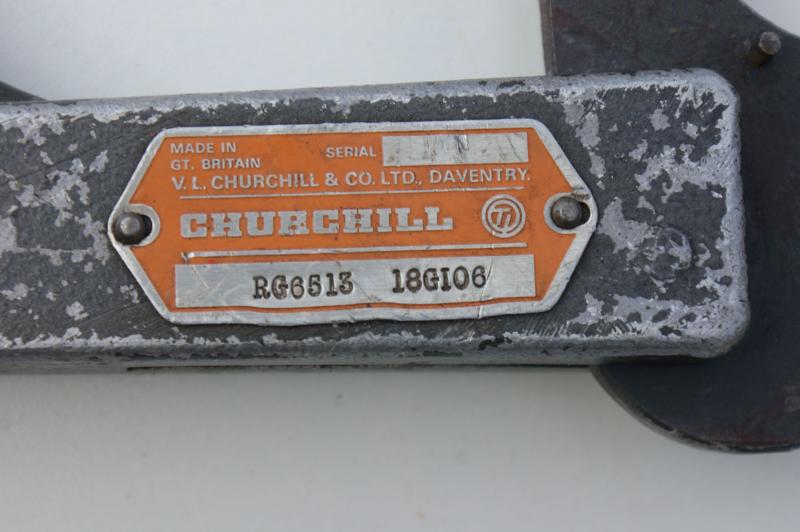 MADE IN
GT. BRITAIN SERIAL
V. L. CHURCHILL & CO. LTD., DAVENTRY.
CHURCHILL TI
RG6513 18G106